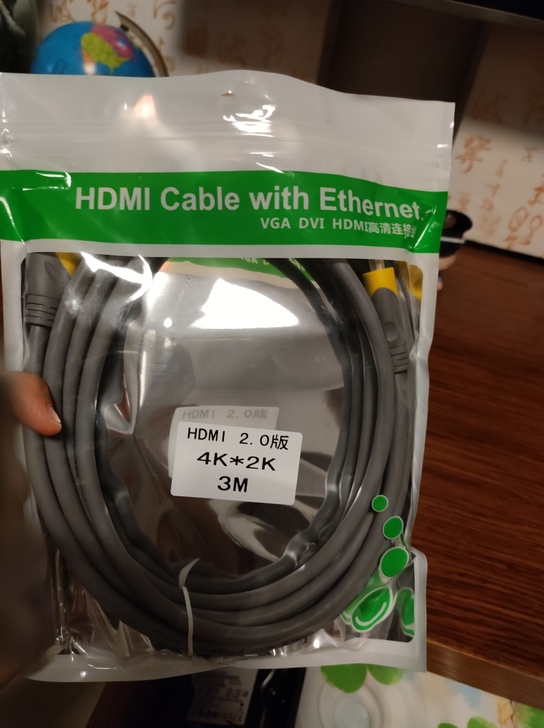 HDMI Cable with Ethernet
VGA DVI HDMI高清连接线
HDMI 2.0版
HDMI 2.0版
4K*2K
3M